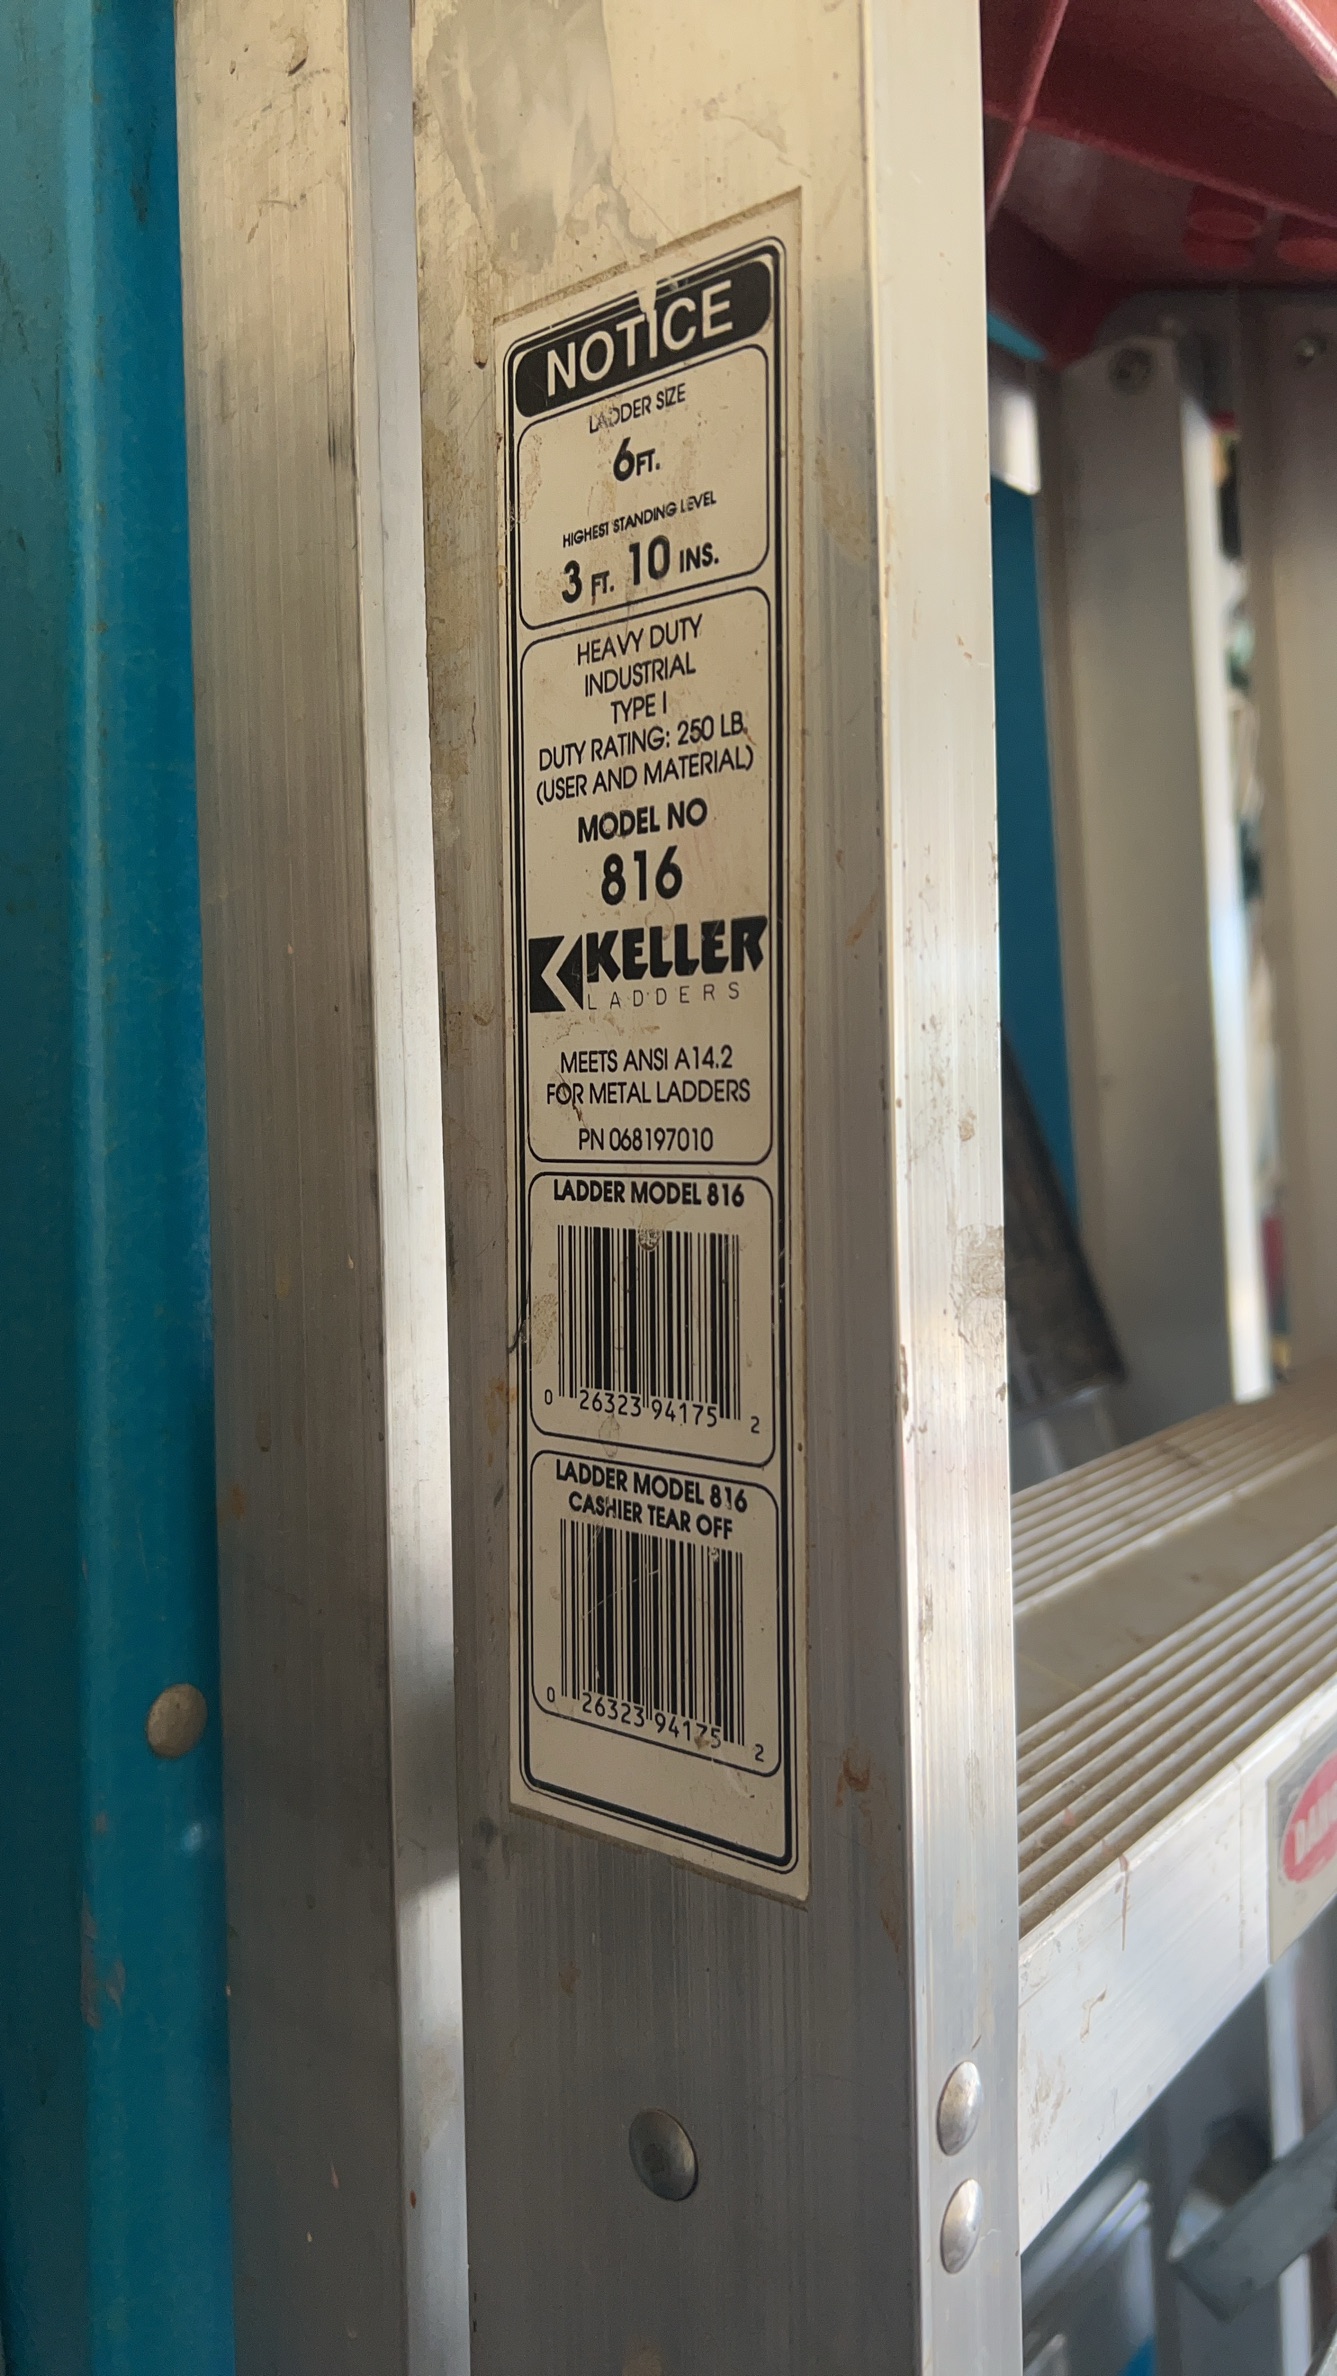 NOTICE
LADDER SIZE
6 FT.
HIGHEST STANDING LEVEL
3 FT. 10 INS.
HEAVY DUTY
INDUSTRIAL
TYPE I
DUTY RATING: 250 LB.
(USER AND MATERIAL)
MODEL NO
816
KELLER
LADDERS
MEETS ANSI A14.2
FOR METAL LADDERS
PN 068197010
LADDER MODEL 816
0 26323 94175 2
LADDER MODEL 816
CASHIER TEAR OFF
0 26323 94175 2